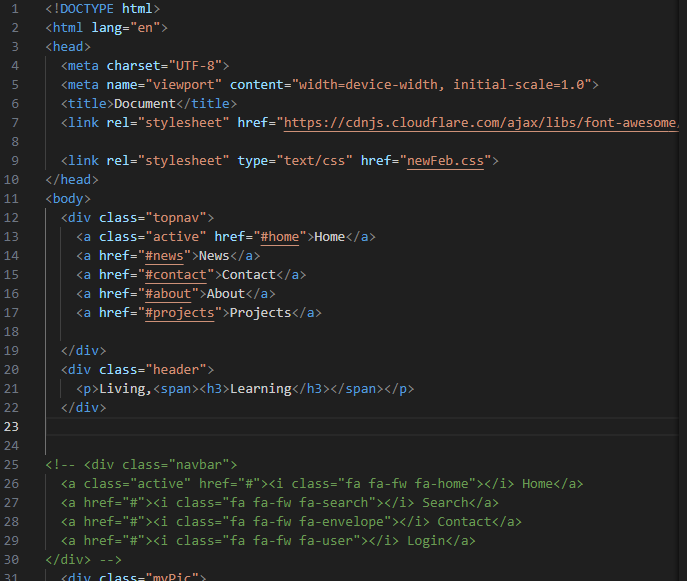 1 <!DOCTYPE html>
2 <html lang="en">
3 <head>
4 <meta charset="UTF-8">
5 <meta name="viewport" content="width=device-width, initial-scale=1.0">
6 <title>Document</title>
7 <link rel="stylesheet" href="https://cdnjs.cloudflare.com/ajax/libs/font-awesome/
8
9 <link rel="stylesheet" type="text/css" href="newFeb.css">
10 </head>
11 <body>
12 <div class="topnav">
13 <a class="active" href="#home">Home</a>
14 <a href="#news">News</a>
15 <a href="#contact">Contact</a>
16 <a href="#about">About</a>
17 <a href="#projects">Projects</a>
18
19 </div>
20 <div class="header">
21 <p>Living,<span><h3>Learning</h3></span></p>
22 </div>
23
24
25 <!-- <div class="navbar">
26 <a class="active" href="#"><i class="fa fa-fw fa-home"></i> Home</a>
27 <a href="#"><i class="fa fa-fw fa-search"></i> Search</a>
28 <a href="#"><i class="fa fa-fw fa-envelope"></i> Contact</a>
29 <a href="#"><i class="fa fa-fw fa-user"></i> Login</a>
30 </div> -->
31 <div class="myPic">